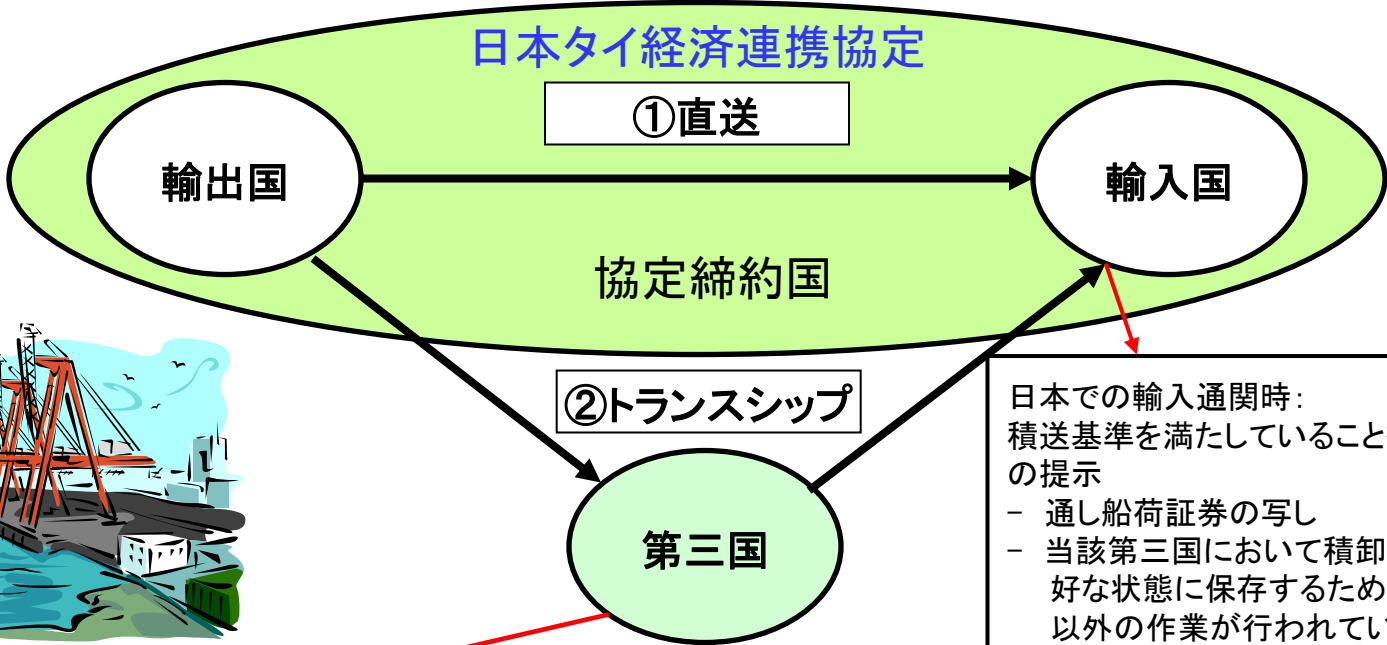 日本タイ経済連携協定
①直送
輸出国
輸入国
協定締約国
②トランスシップ
第三国
日本での輸入通関時:
積送基準を満たしていること
の提示
- 通し船荷証券の写し
- 当該第三国において積卸
好な状態に保存するため
以外の作業が行われてい